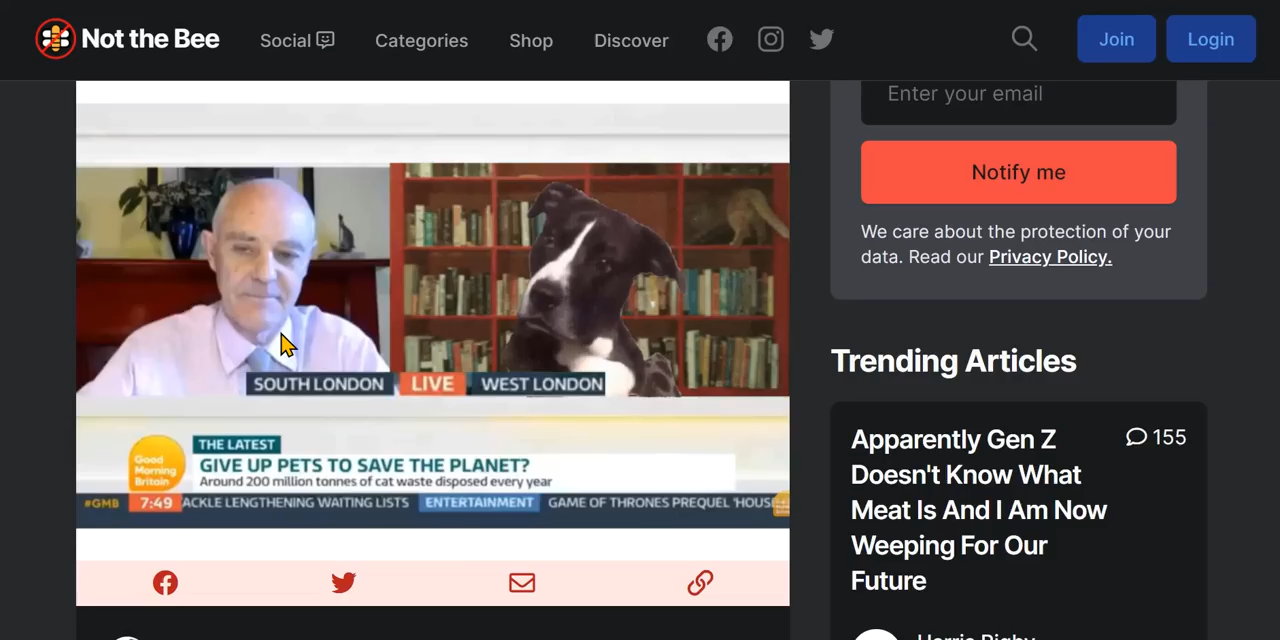 Not the Bee
Social
Categories
Shop
Discover
Join
Login
Enter your email
Notify me
We care about the protection of your
data. Read our Privacy Policy.
SOUTH LONDON
LIVE
WEST LONDON
THE LATEST
Good
Morning
Britain
GIVE UP PETS TO SAVE THE PLANET?
Around 200 million tonnes of cat waste disposed every year
#GMB
7:49
ACKLE LENGTHENING WAITING LISTS
ENTERTAINMENT
GAME OF THRONES PREQUEL 'HOUS
Trending Articles
Apparently Gen Z
155
Doesn't Know What
Meat Is And I Am Now
Weeping For Our
Future
Harris Rigby